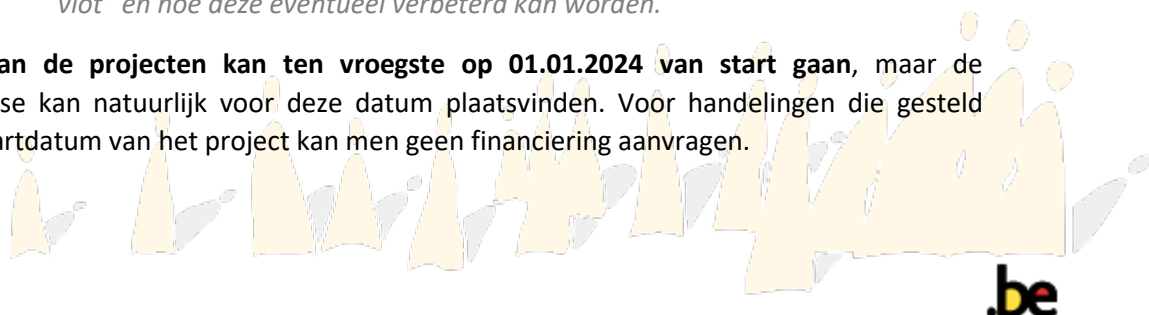 vlot" en hoe deze eventueel verbeterd kan worden.
an de projecten kan ten vroegste op 01.01.2024 van start gaan, maar de
se kan natuurlijk voor deze datum plaatsvinden. Voor handelingen die gesteld
artdatum van het project kan men geen financiering aanvragen.
.be